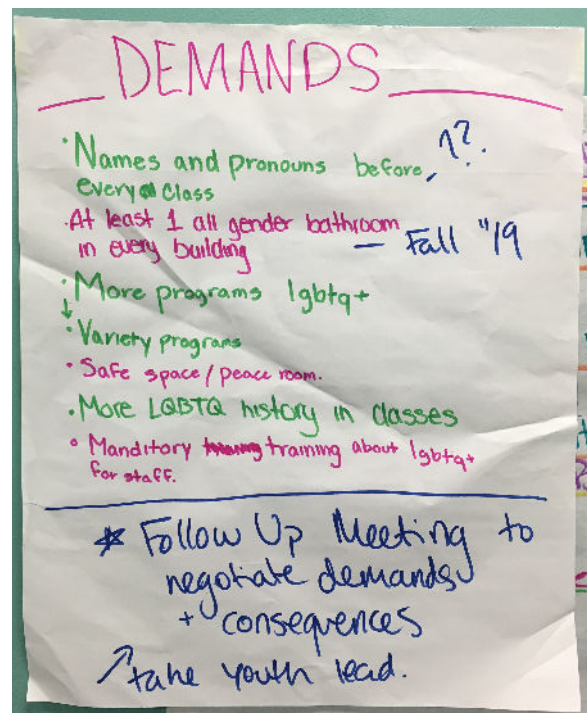 DEMANDS
· Names and pronouns before, 1?.
every class
· At least 1 all gender bathroom — Fall "19
in every building
· More programs lgbtq+
↓
· Variety programs
· Safe space / peace room.
· More LGBTQ history in classes
· Manditory training about lgbtq+
for staff.
* Follow Up Meeting to
negotiate demands
+ consequences
↗ take youth lead.